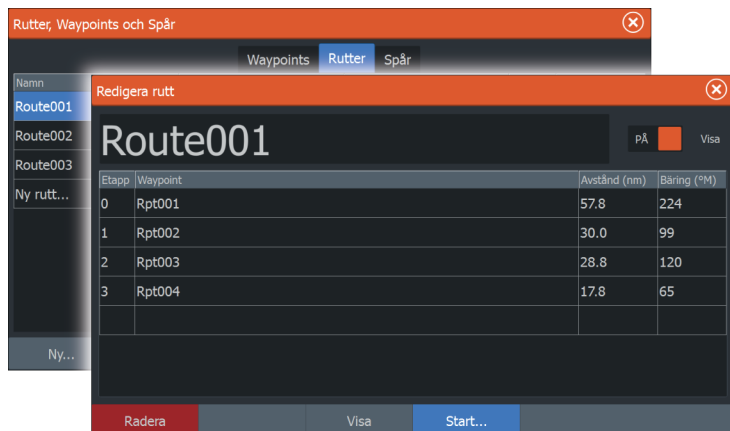 Rutter, Waypoints och Spår
Waypoints Rutter Spår
Namn
Route001
Route002
Route003
Ny rutt...
Ny...
Redigera rutt
Route001
PÅ Visa
Etapp Waypoint Avstånd (nm) Bäring (°M)
0 Rpt001 57.8 224
1 Rpt002 30.0 99
2 Rpt003 28.8 120
3 Rpt004 17.8 65
Radera Visa Start...